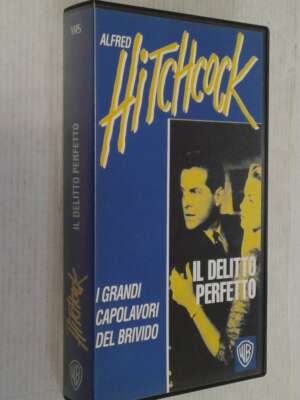 VHS
IL DELITTO PERFETTO
HITCHCOCK
WB
ALFRED
HITCHCOCK
I GRANDI
CAPOLAVORI
DEL BRIVIDO
IL DELITTO
PERFETTO
WB